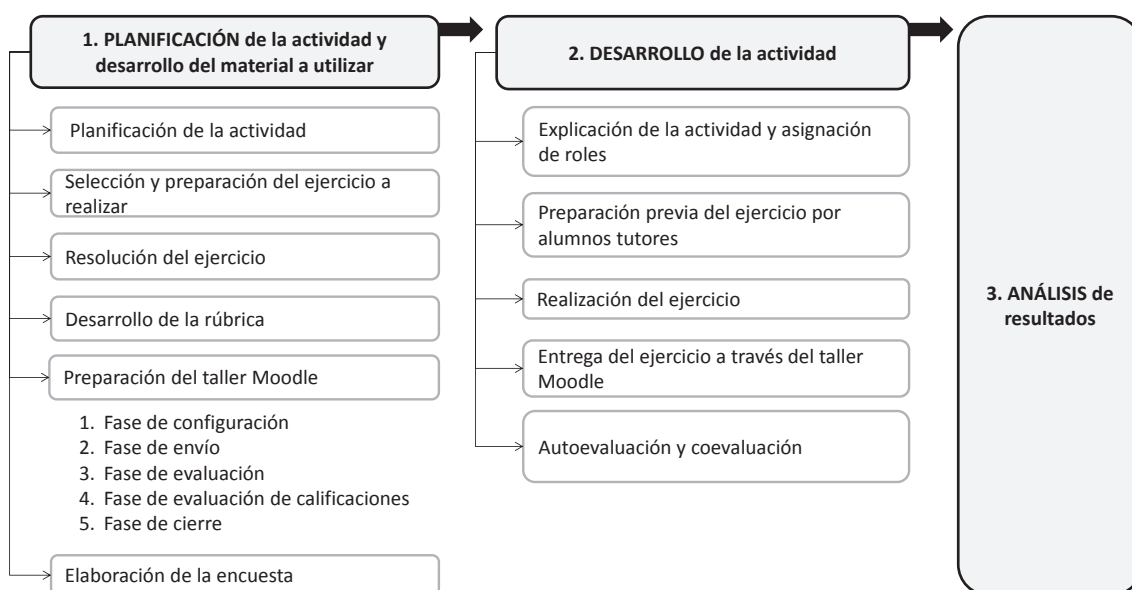 1. PLANIFICACIÓN de la actividad y
desarrollo del material a utilizar
Planificación de la actividad
Selección y preparación del ejercicio a
realizar
Resolución del ejercicio
Desarrollo de la rúbrica
Preparación del taller Moodle
1. Fase de configuración
2. Fase de envío
3. Fase de evaluación
4. Fase de evaluación de calificaciones
5. Fase de cierre
Elaboración de la encuesta
2. DESARROLLO de la actividad
Explicación de la actividad y asignación
de roles
Preparación previa del ejercicio por
alumnos tutores
Realización del ejercicio
Entrega del ejercicio a través del taller
Moodle
Autoevaluación y coevaluación
3. ANÁLISIS de
resultados